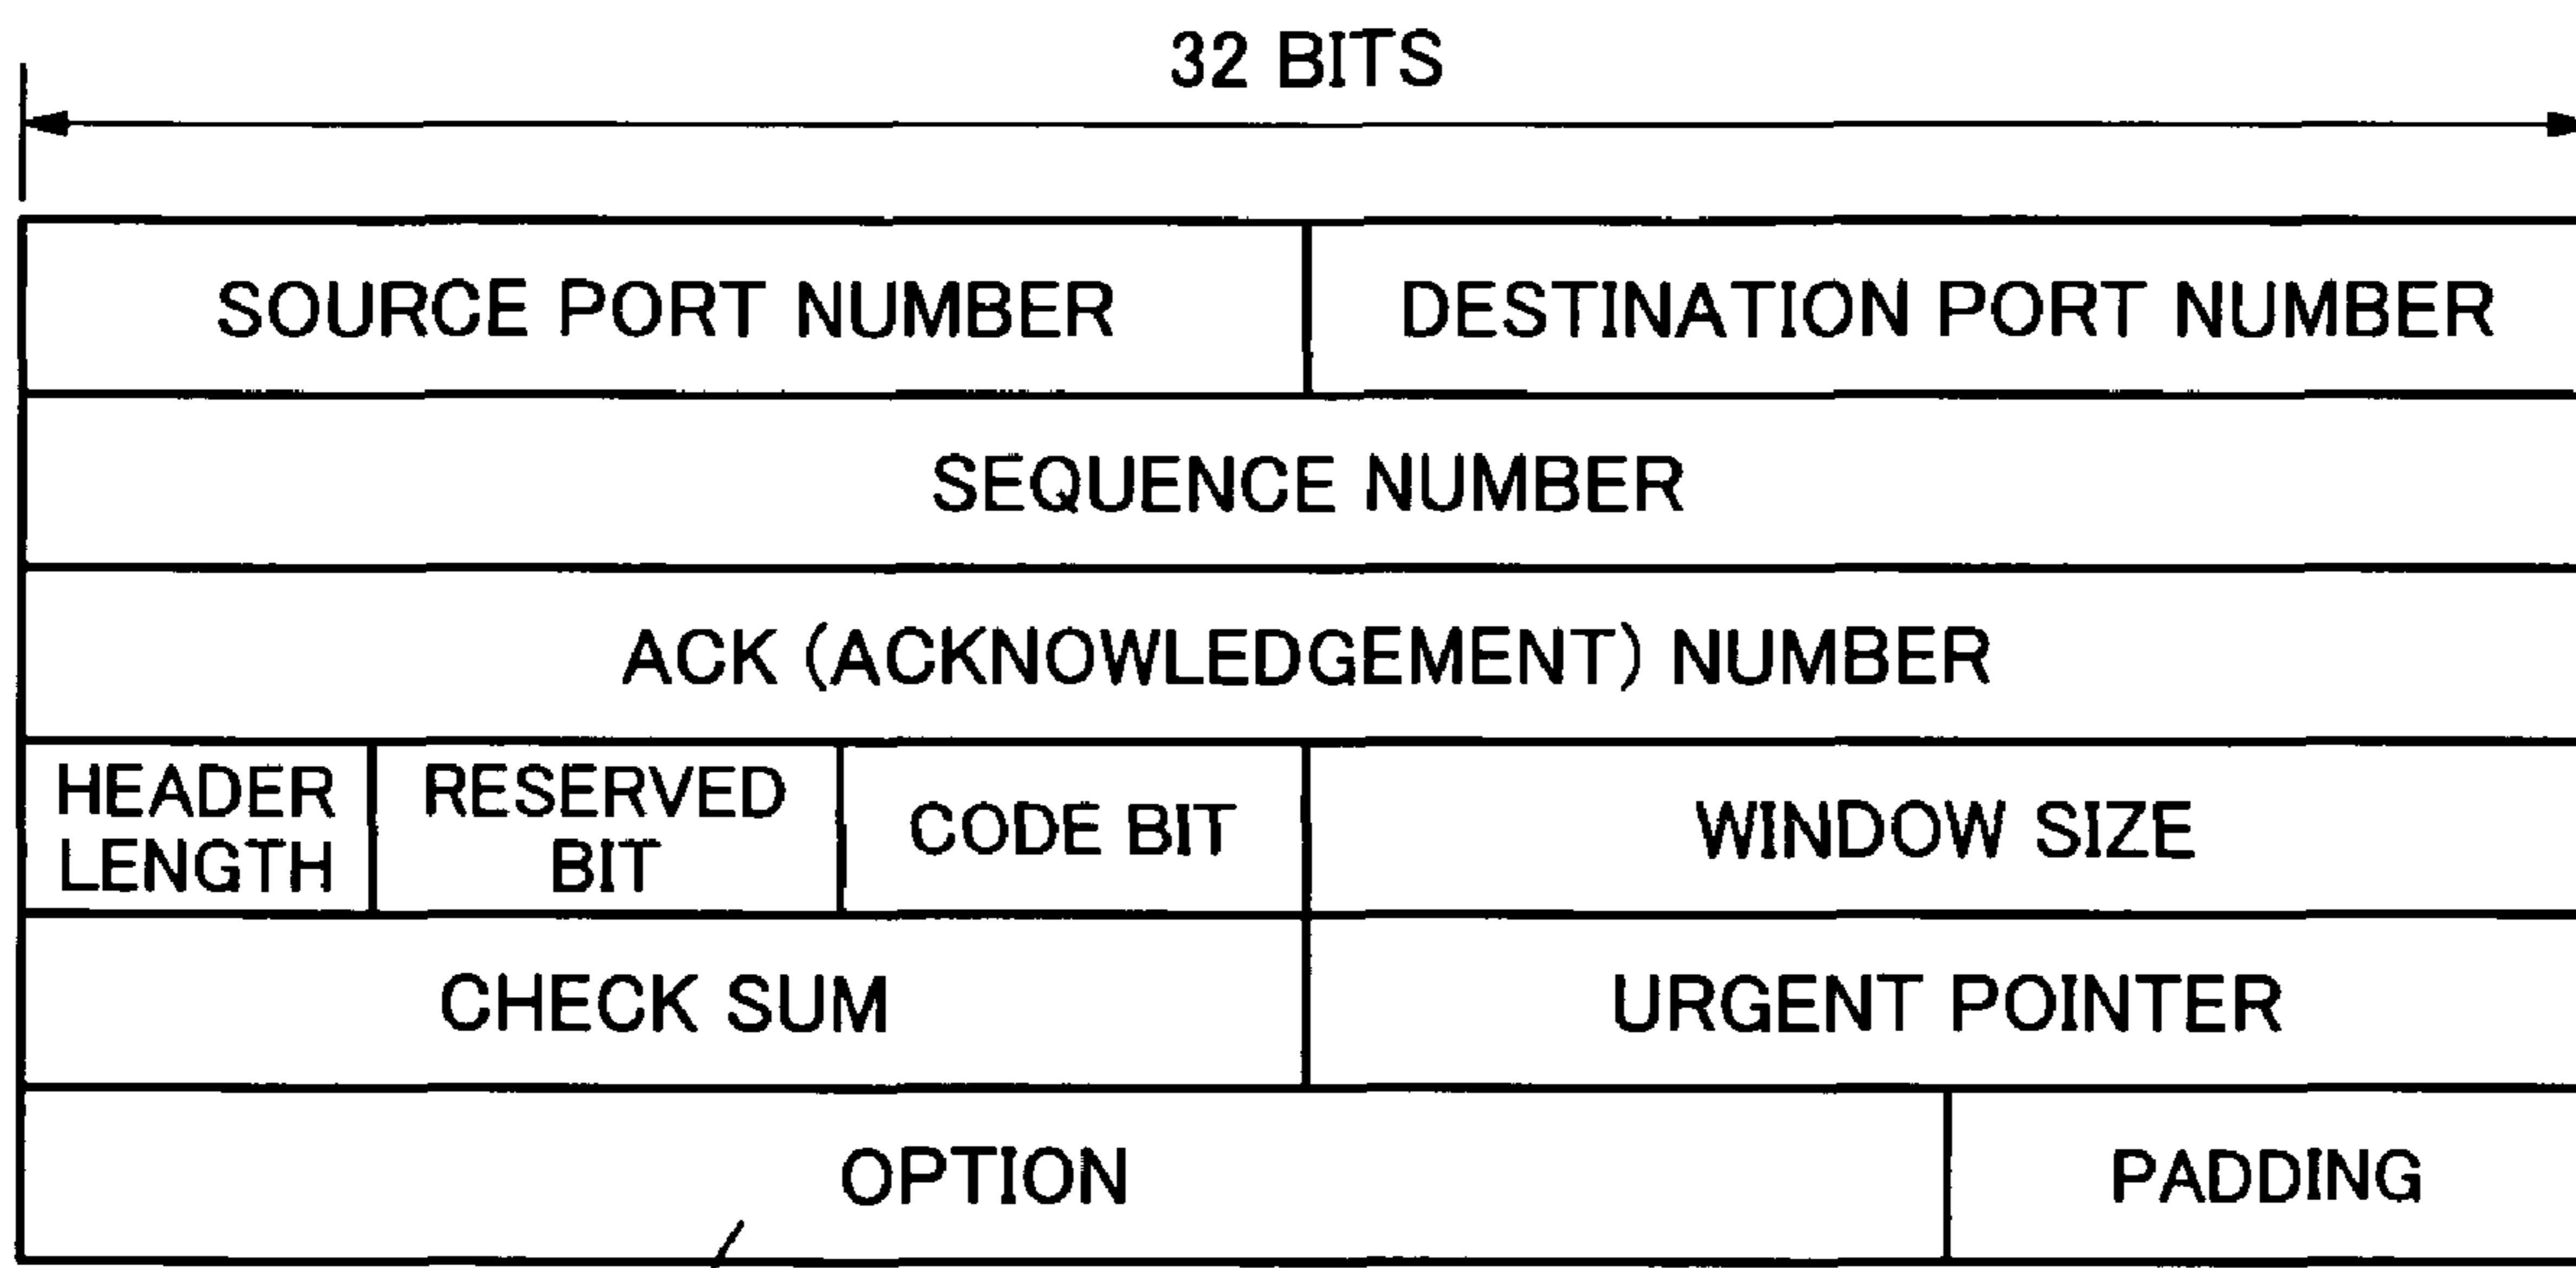 32 BITS
SOURCE PORT NUMBER
DESTINATION PORT NUMBER
SEQUENCE NUMBER
ACK (ACKNOWLEDGEMENT) NUMBER
HEADER
LENGTH
RESERVED
BIT
CODE BIT
WINDOW SIZE
CHECK SUM
URGENT POINTER
OPTION
PADDING